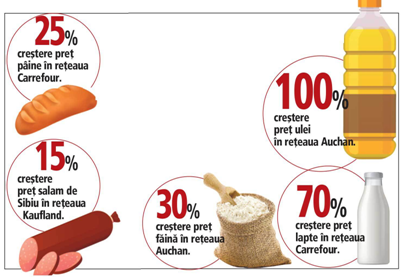 25%
creștere preț
pâine în rețeaua
Carrefour.
100%
creștere
preț ulei
în rețeaua Auchan.
15%
creștere
preț salam de
Sibiu în rețeaua
Kaufland.
30%
creștere preț
făină în rețeaua
Auchan.
70%
creștere preț
lapte în rețeaua
Carrefour.